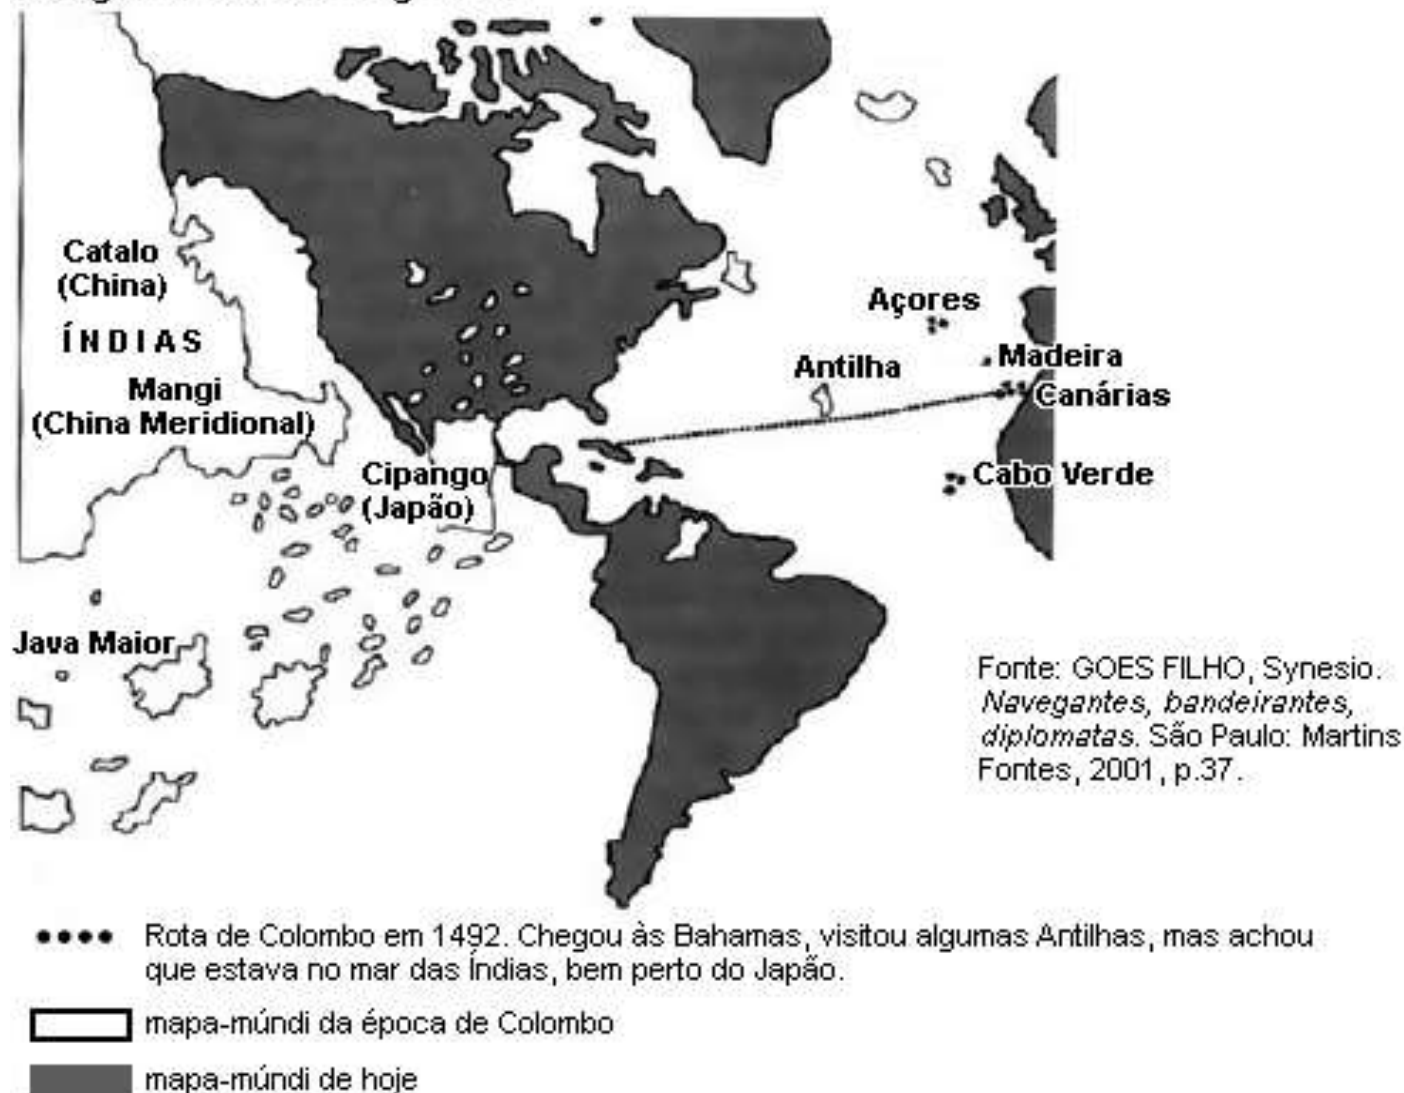 Catalo
(China)
ÍNDIAS
Mangi
(China Meridional)
Cipango
(Japão)
Java Maior
Antilha
Açores
Madeira
Canárias
Cabo Verde
Fonte: GOES FILHO, Synesio.
Navegantes, bandeirantes,
diplomatas. São Paulo: Martins
Fontes, 2001, p.37.
Rota de Colombo em 1492. Chegou às Bahamas, visitou algumas Antilhas, mas achou
que estava no mar das Índias, bem perto do Japão.
mapa-múndi da época de Colombo
mapa-múndi de hoje